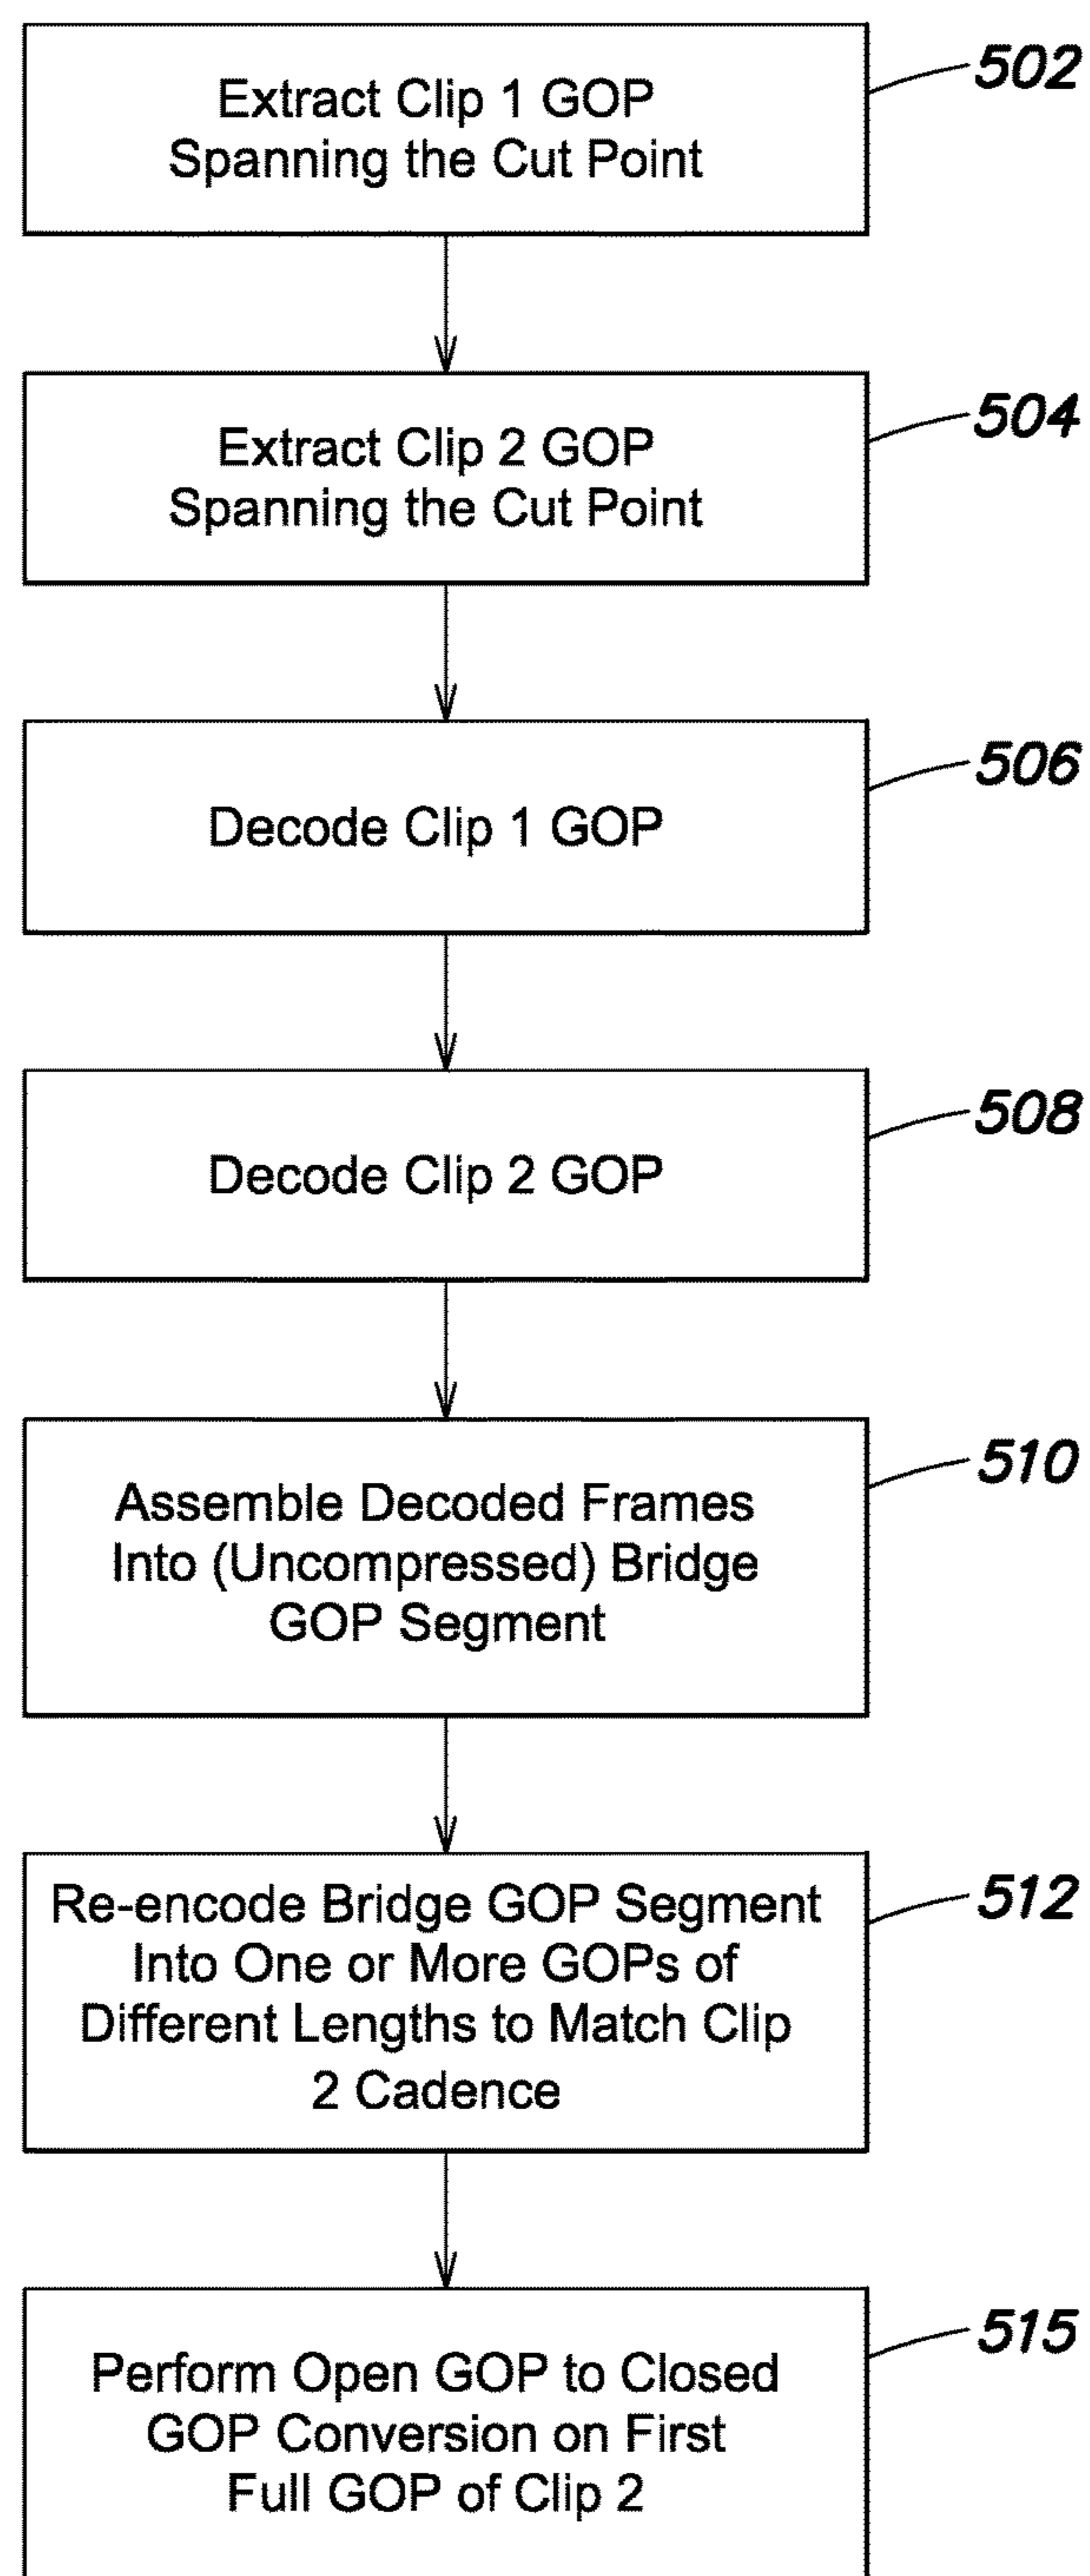 Extract Clip 1 GOP
Spanning the Cut Point
502
Extract Clip 2 GOP
Spanning the Cut Point
504
Decode Clip 1 GOP
506
Decode Clip 2 GOP
508
Assemble Decoded Frames
Into (Uncompressed) Bridge
GOP Segment
510
Re-encode Bridge GOP Segment
Into One or More GOPs of
Different Lengths to Match Clip
2 Cadence
512
Perform Open GOP to Closed
GOP Conversion on First
Full GOP of Clip 2
515